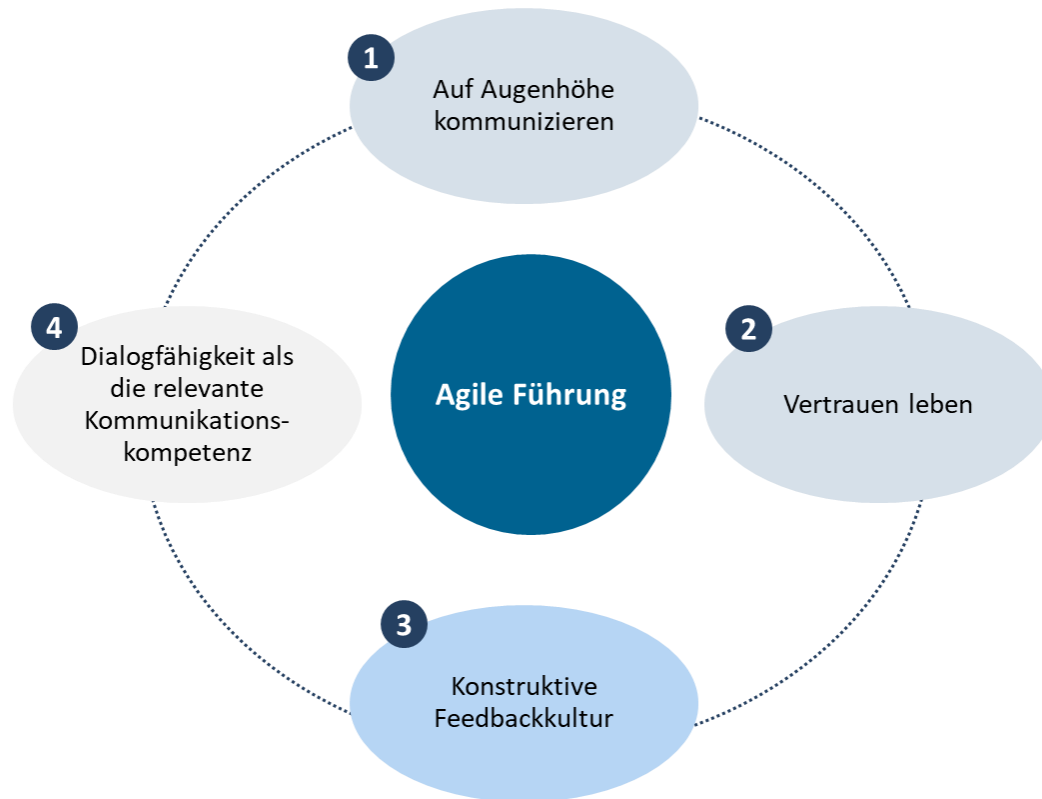 1
Auf Augenhöhe
kommunizieren
2
Vertrauen leben
3
Konstruktive
Feedbackkultur
4
Dialogfähigkeit als
die relevante
Kommunikations-
kompetenz
Agile Führung